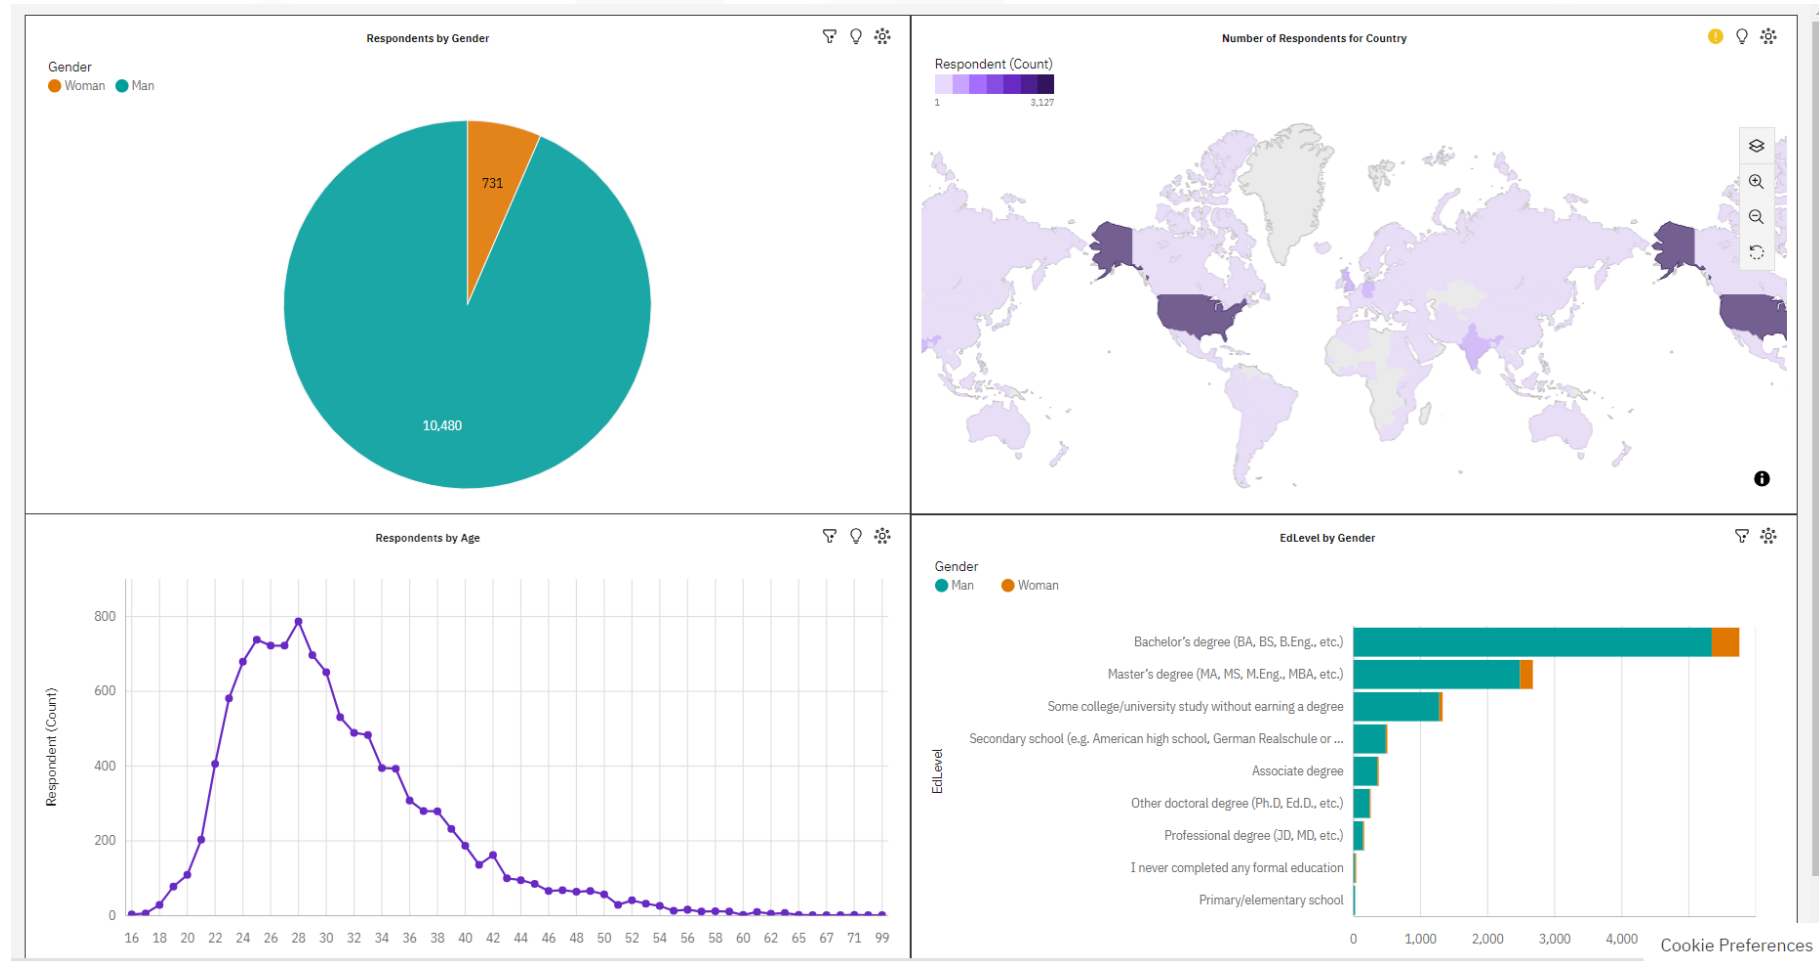 Respondents by Gender
Gender
Woman Man
731
10,480
Number of Respondents for Country
Respondent (Count)
1 3,127
Respondents by Age
Respondent (Count)
800
600
400
200
0
16 18 20 22 24 26 28 30 32 34 36 38 40 42 44 46 48 50 52 54 56 58 60 62 65 67 71 99
EdLevel by Gender
Gender
Man Woman
EdLevel
Bachelor's degree (BA, BS, B.Eng., etc.)
Master's degree (MA, MS, M.Eng., MBA, etc.)
Some college/university study without earning a degree
Secondary school (e.g. American high school, German Realschule or ...
Associate degree
Other doctoral degree (Ph.D, Ed.D., etc.)
Professional degree (JD, MD, etc.)
I never completed any formal education
Primary/elementary school
0 1,000 2,000 3,000 4,000
Cookie Preferences